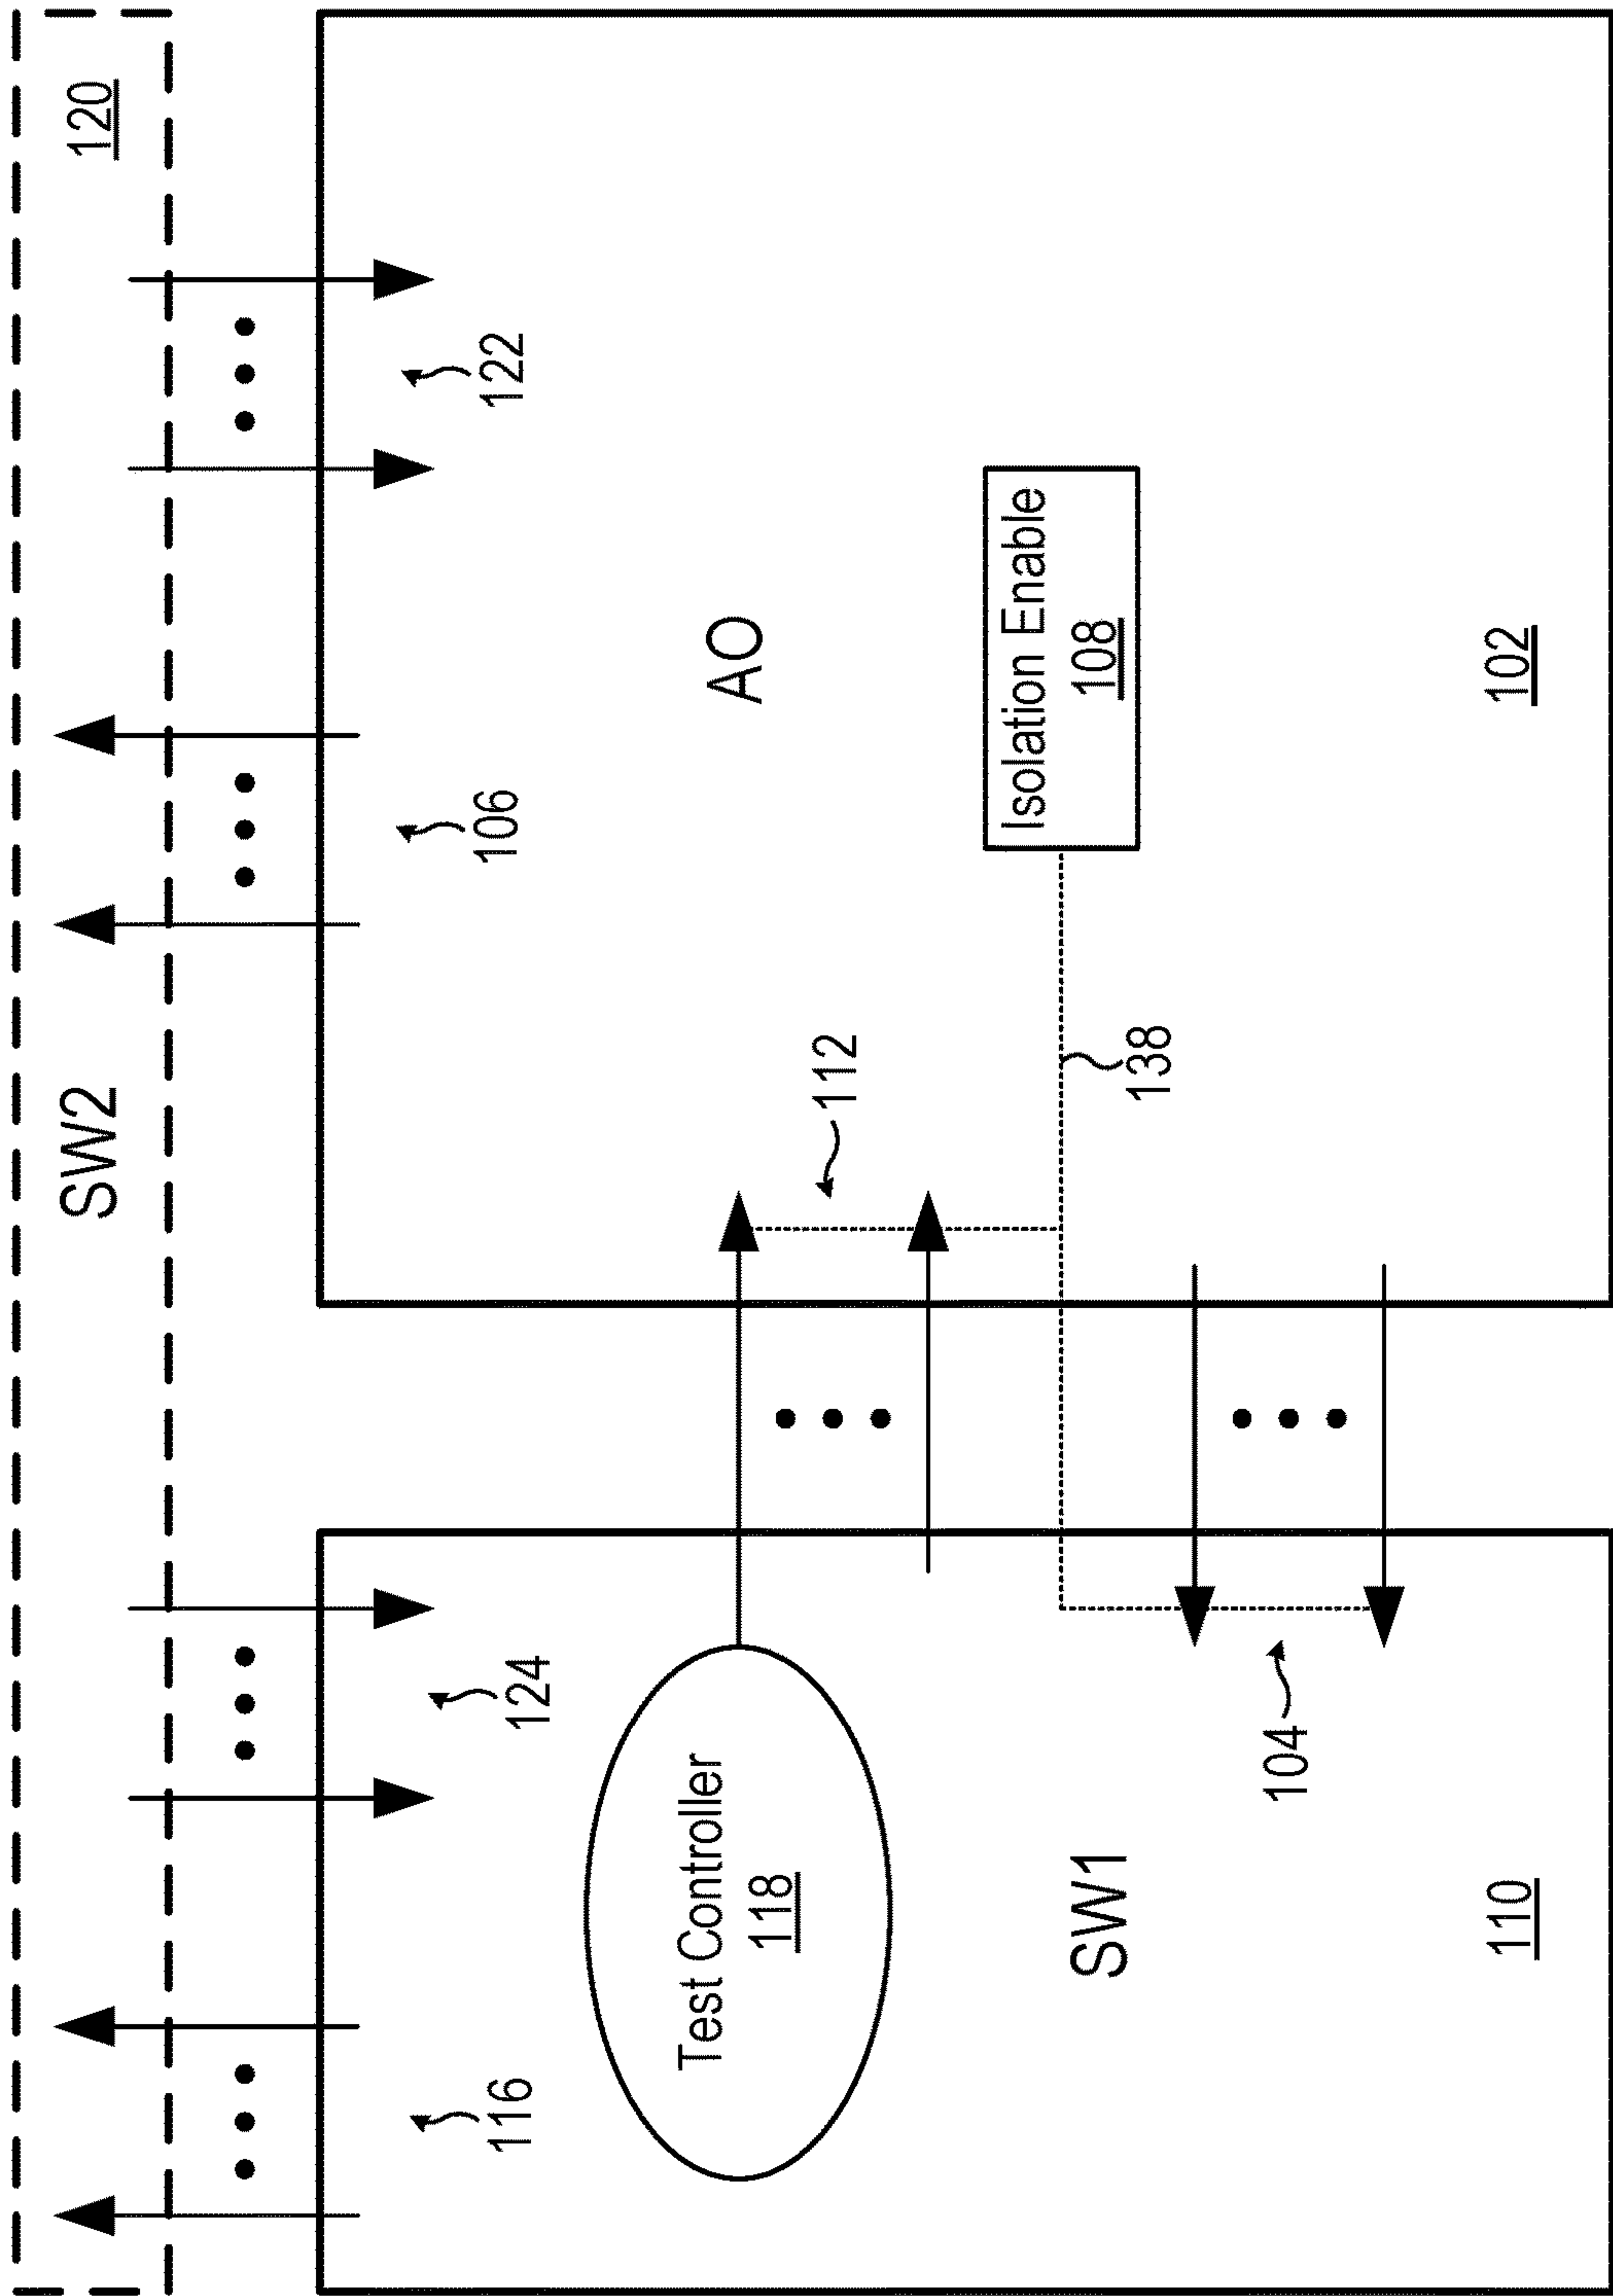 SW2
120
116
124
106
122
Test Controller
118
112
AO
SW1
138
Isolation Enable
108
104
110
102